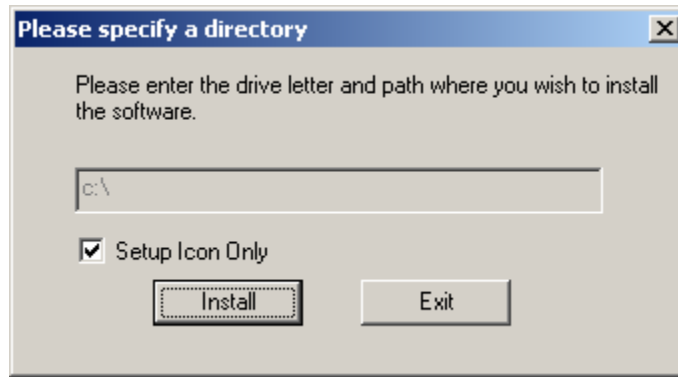 Please specify a directory
Please enter the drive letter and path where you wish to install
the software.
c:\
Setup Icon Only
Install Exit